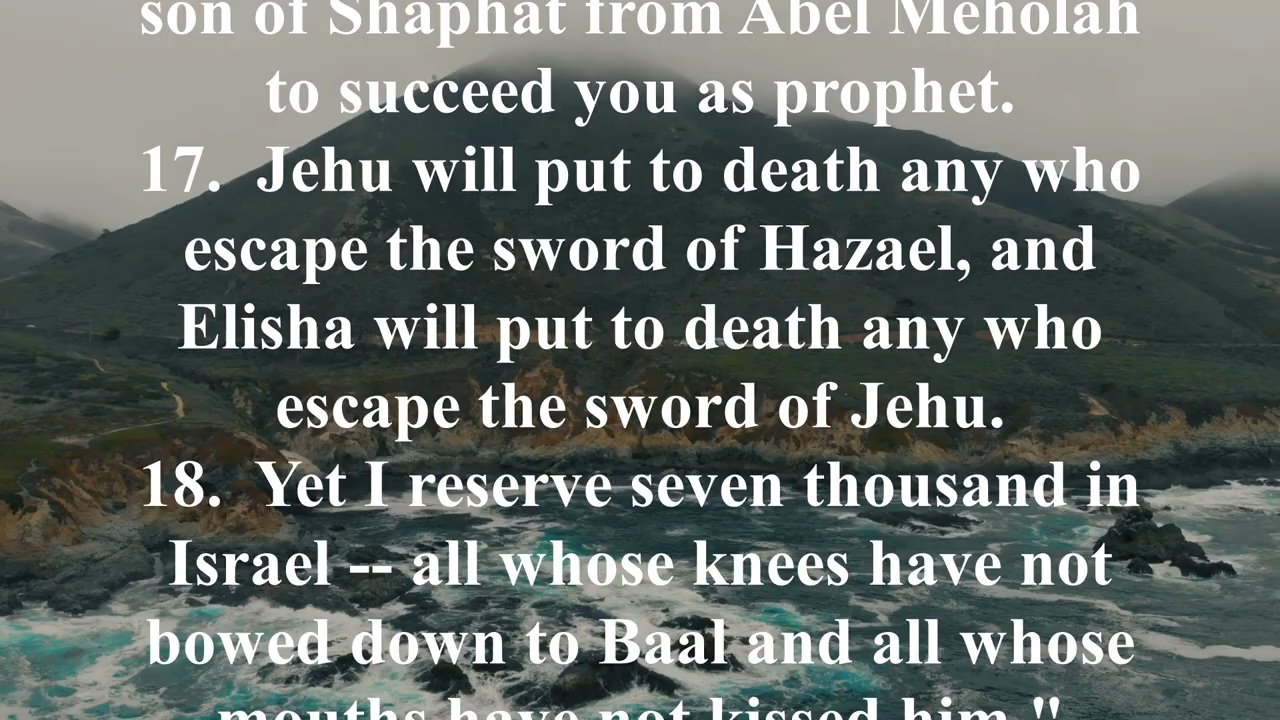 son of Shaphat from Abel Meholah
to succeed you as prophet.
17.  Jehu will put to death any who
escape the sword of Hazael, and
Elisha will put to death any who
escape the sword of Jehu.
18.  Yet I reserve seven thousand in
Israel -- all whose knees have not
bowed down to Baal and all whose
mouths have not kissed him."